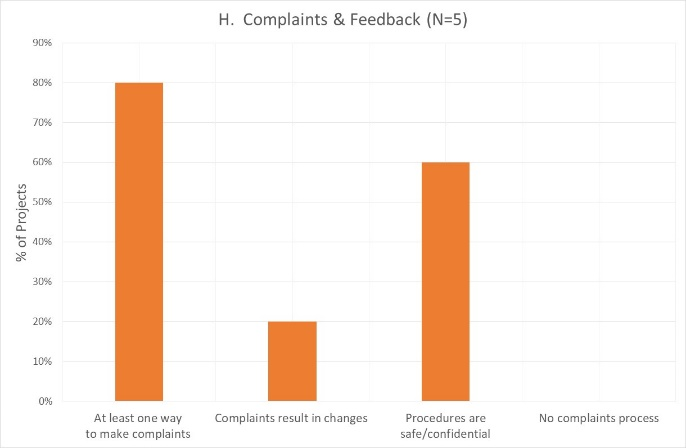 H.  Complaints & Feedback (N=5)
90%
80%
70%
60%
50%
40%
30%
20%
10%
0%
% of Projects
At least one way
to make complaints
Complaints result in changes
Procedures are
safe/confidential
No complaints process